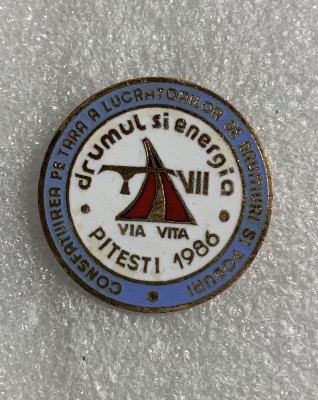 CONSFATUIREA PE TARA A LUCRATORILOR DE DRUMURI SI PODURI
drumul si energia
VII
VIA VITA
PITESTI 1986